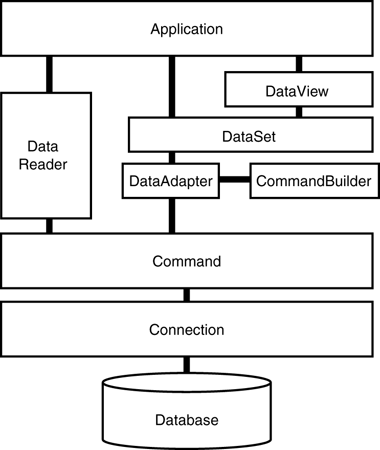 Application
DataView
Data
Reader
DataSet
DataAdapter
CommandBuilder
Command
Connection
Database